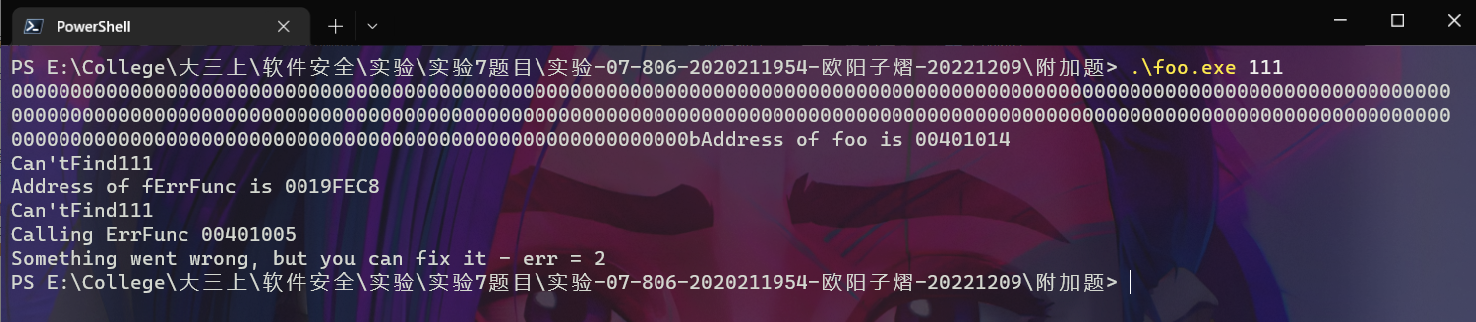 PowerShell
PS E:\College\大三上\软件安全\实验\实验7题目\实验-07-806-2020211954-欧阳子熠-20221209\附加题> .\foo.exe 111
0000000000000000000000000000000000000000000000000000000000000000000000000000000000000000000000000000000000000000000000000
0000000000000000000000000000000000000000000000000000000000000000000000000000000000000000000000000000000000000000000000000
000000000000000000000000000000000000000000000000000000000bAddress of foo is 00401014
Can'tFind111
Address of fErrFunc is 0019FEC8
Can'tFind111
Calling ErrFunc 00401005
Something went wrong, but you can fix it - err = 2
PS E:\College\大三上\软件安全\实验\实验7题目\实验-07-806-2020211954-欧阳子熠-20221209\附加题>